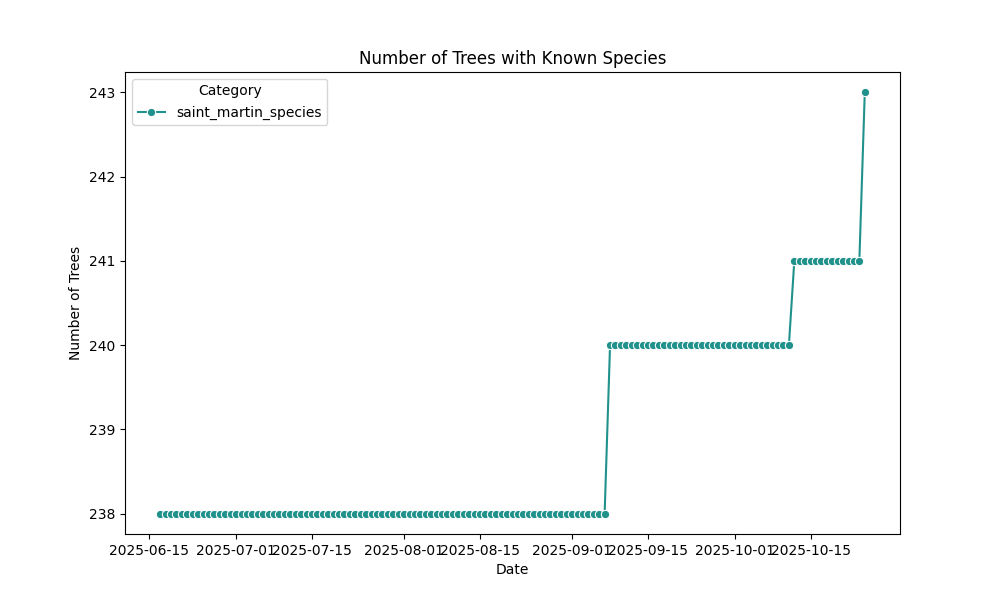 Number of Trees with Known Species
Category
saint_martin_species
243
242
241
240
239
238
Number of Trees
2025-06-15 2025-07-01 2025-07-15 2025-08-01 2025-08-15 2025-09-01 2025-09-15 2025-10-01 2025-10-15
Date